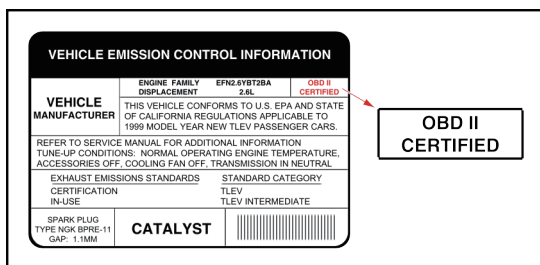 VEHICLE EMISSION CONTROL INFORMATION
VEHICLE
MANUFACTURER
ENGINE FAMILY EFN2.6YBT2BA
DISPLACEMENT 2.6L
OBD II
CERTIFIED
THIS VEHICLE CONFORMS TO U.S. EPA AND STATE
OF CALIFORNIA REGULATIONS APPLICABLE TO
1999 MODEL YEAR NEW TLEV PASSENGER CARS.
REFER TO SERVICE MANUAL FOR ADDITIONAL INFORMATION
TUNE-UP CONDITIONS: NORMAL OPERATING ENGINE TEMPERATURE,
ACCESSORIES OFF, COOLING FAN OFF, TRANSMISSION IN NEUTRAL
EXHAUST EMISSIONS STANDARDS STANDARD CATEGORY
CERTIFICATION TLEV
IN-USE TLEV INTERMEDIATE
SPARK PLUG
TYPE NGK BPRE-11
GAP: 1.1MM
CATALYST
OBD II
CERTIFIED